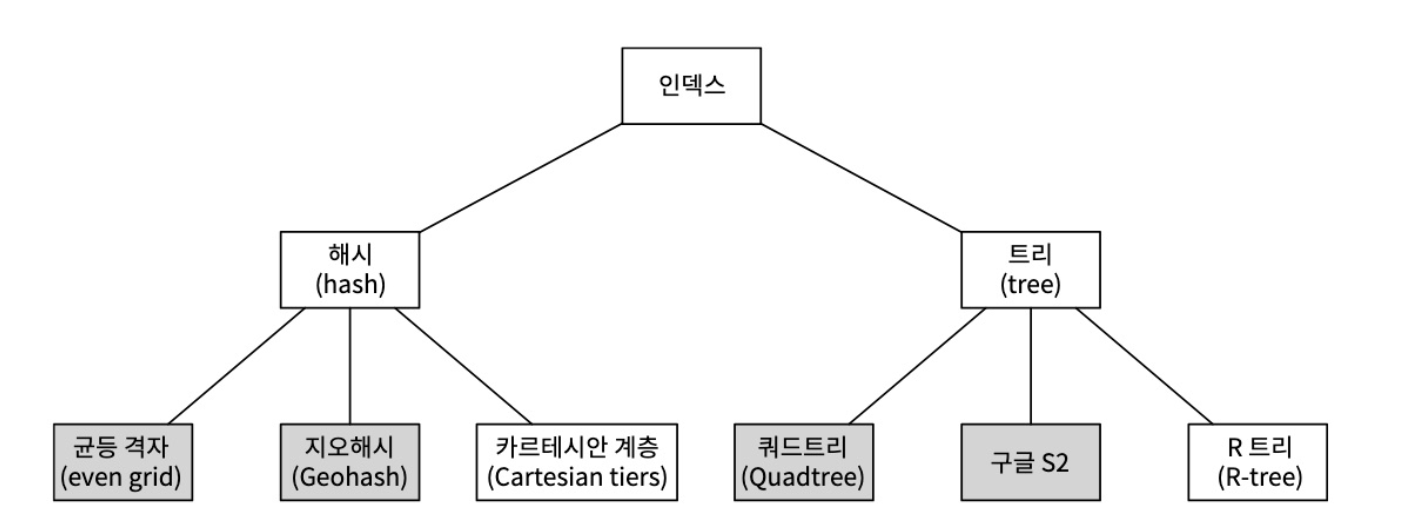 인덱스
해시
(hash)
트리
(tree)
균등 격자
(even grid)
지오해시
(Geohash)
카르테시안 계층
(Cartesian tiers)
쿼드트리
(Quadtree)
구글 S2
R 트리
(R-tree)